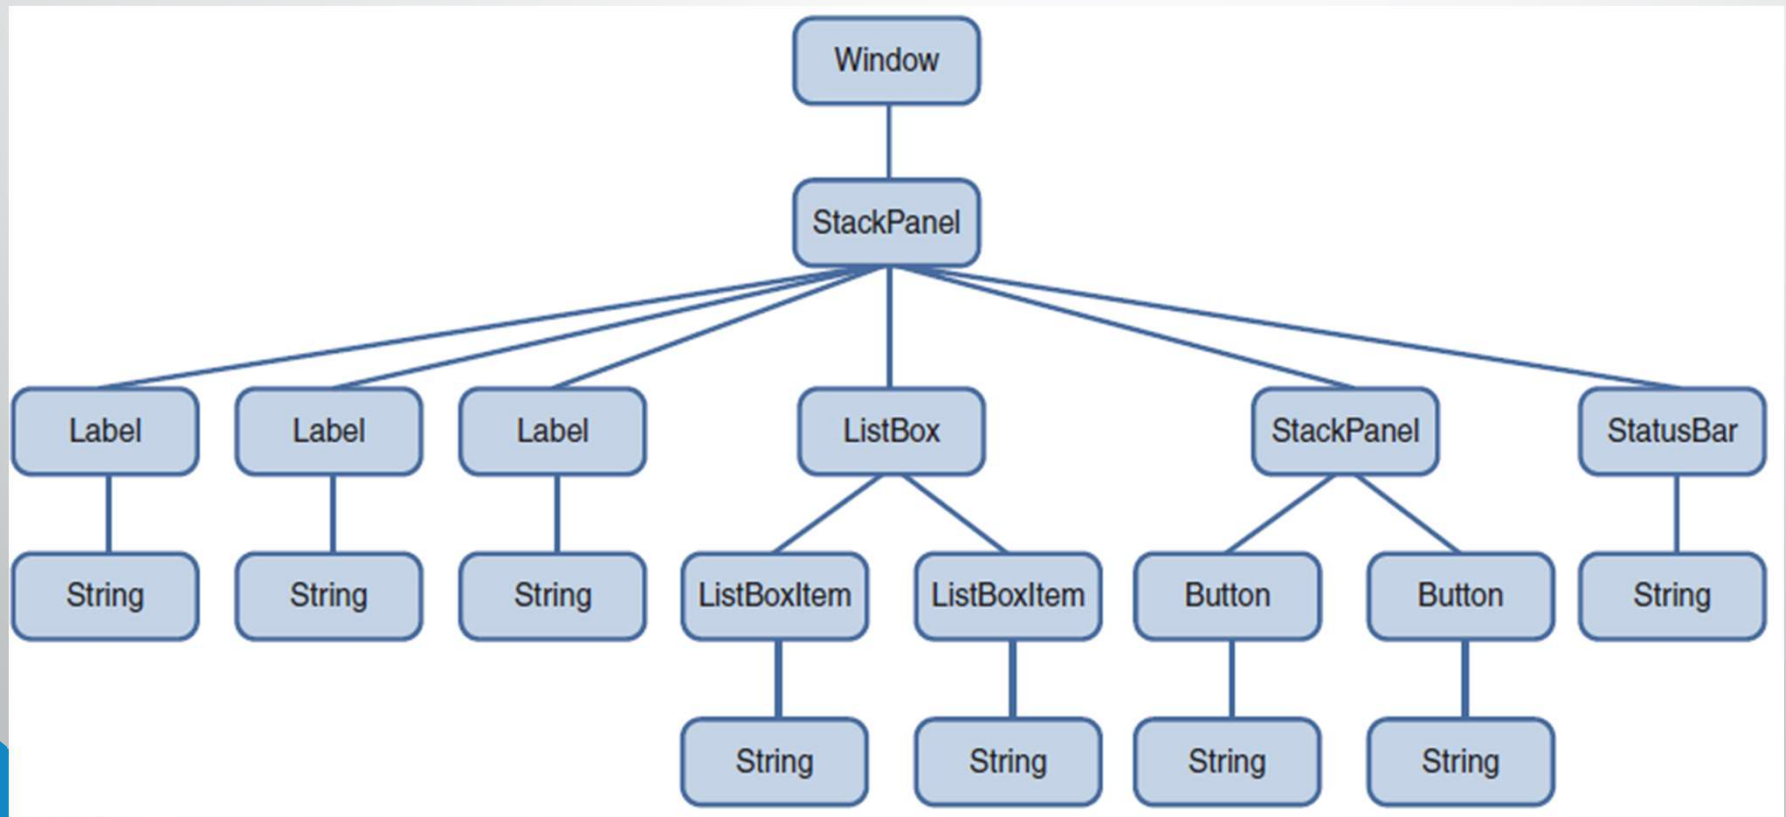 Window
StackPanel
Label
Label
Label
ListBox
StackPanel
StatusBar
String
String
String
ListBoxItem
ListBoxItem
Button
Button
String
String
String
String
String